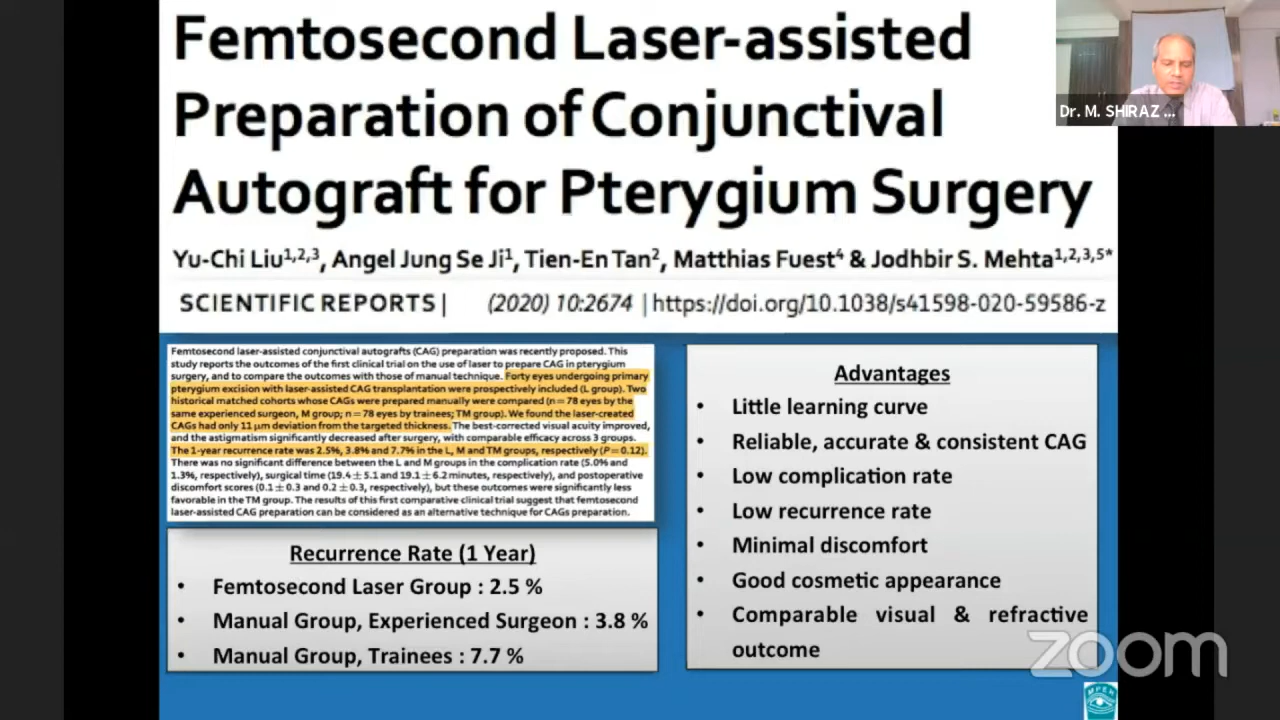 Femtosecond Laser-assisted
Preparation of Conjunctival
Autograft for Pterygium Surgery
Yu-Chi Liu1,2,3, Angel Jung Se Ji1, Tien-En Tan2, Matthias Fuest4 & Jodhbir S. Mehta1,2,3,5*
SCIENTIFIC REPORTS | (2020) 10:2674 | https://doi.org/10.1038/s41598-020-59586-z
Femtosecond laser-assisted conjunctival autografts (CAG) preparation was recently proposed. This
study reports the outcomes of the first clinical trial on the use of laser to prepare CAG in pterygium
surgery, and to compare the outcomes with those of manual technique. Forty eyes undergoing primary
pterygium excision with laser-assisted CAG transplantation were prospectively included (L group). Two
historical matched cohorts whose CAGs were prepared manually were compared (n = 78 eyes by the
same experienced surgeon, M group; n = 78 eyes by trainees; TM group). We found the laser-created
CAGs had only 11 μm deviation from the targeted thickness. The best-corrected visual acuity improved,
and the astigmatism significantly decreased after surgery, with comparable efficacy across 3 groups.
The 1-year recurrence rate was 2.5%, 3.8% and 7.7% in the L, M and TM groups, respectively (P = 0.12).
There was no significant difference between the L and M groups in the complication rate (5.0% and
1.3%, respectively), surgical time (19.4 ± 5.1 and 19.1 ± 6.2 minutes, respectively), and postoperative
discomfort scores (0.1 ± 0.3 and 0.2 ± 0.3, respectively), but these outcomes were significantly less
favorable in the TM group. The results of this first comparative clinical trial suggest that femtosecond
laser-assisted CAG preparation can be considered as an alternative technique for CAGs preparation.
Recurrence Rate (1 Year)
• Femtosecond Laser Group : 2.5 %
• Manual Group, Experienced Surgeon : 3.8 %
• Manual Group, Trainees : 7.7 %
Advantages
• Little learning curve
• Reliable, accurate & consistent CAG
• Low complication rate
• Low recurrence rate
• Minimal discomfort
• Good cosmetic appearance
• Comparable visual & refractive
outcome
Dr. M. SHIRAZ ...
zoom